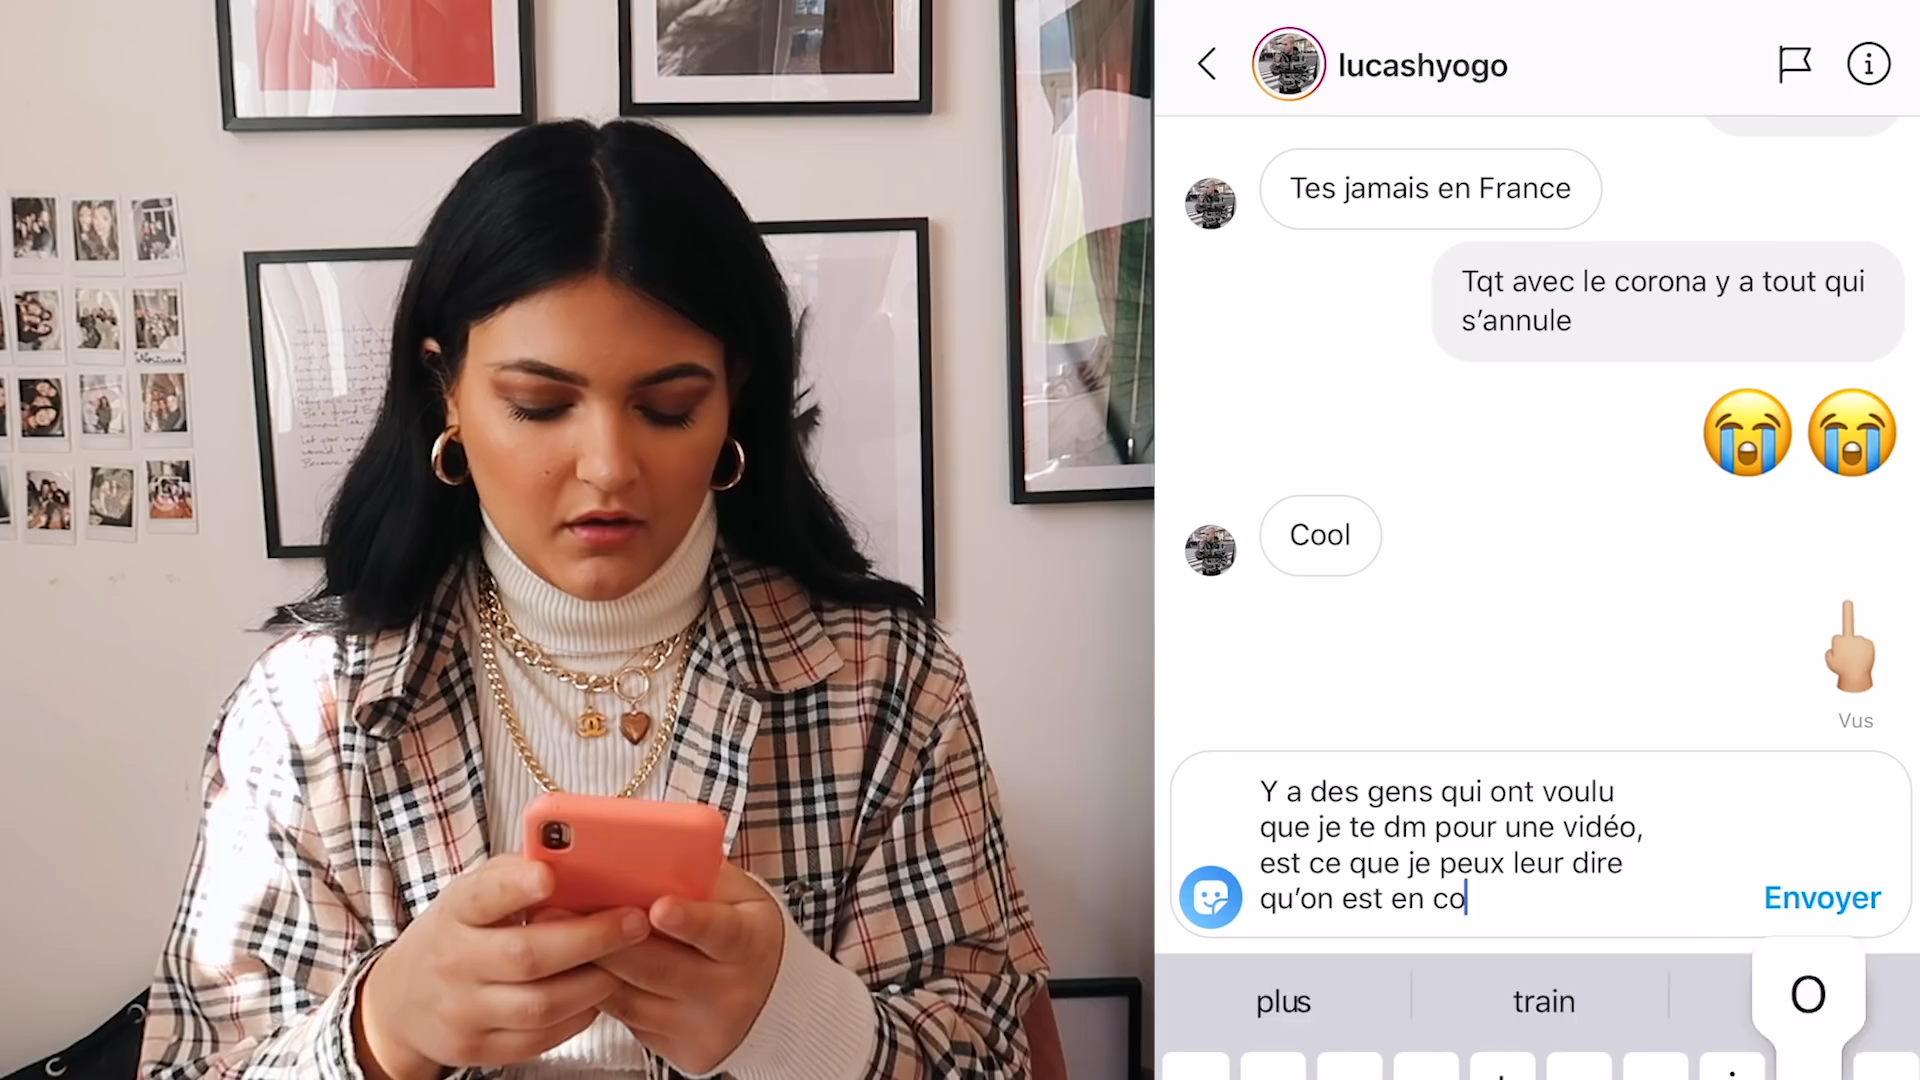 lucashyogo
Tes jamais en France
Tqt avec le corona y a tout qui
s’annule
Cool
Vus
Y a des gens qui ont voulu
que je te dm pour une vidéo,
est ce que je peux leur dire
qu’on est en co
Envoyer
plus
train
O